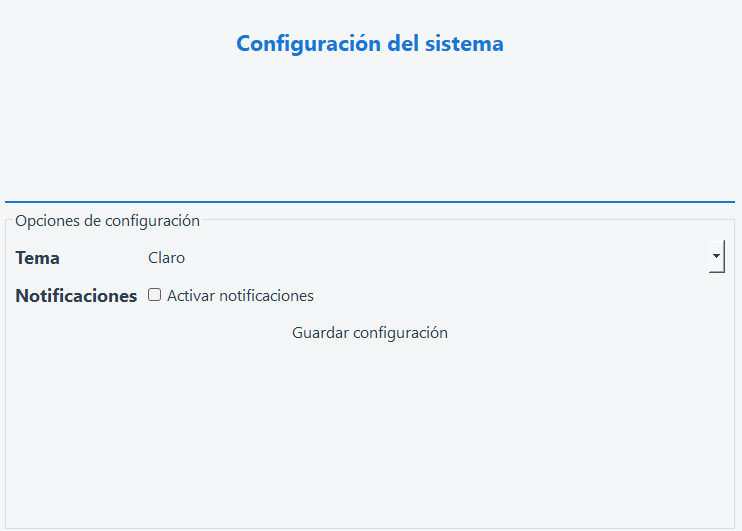 Configuración del sistema
Opciones de configuración
Tema Claro
Notificaciones Activar notificaciones
Guardar configuración